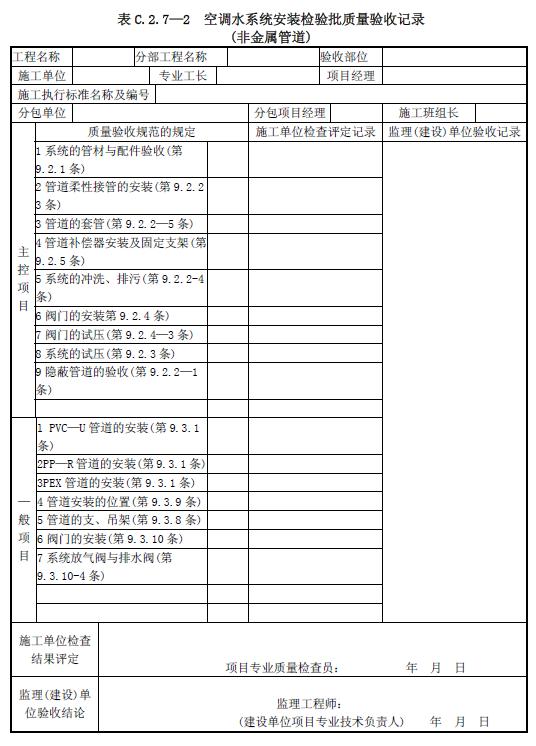 表 C.2.7—2 空调水系统安装检验批质量验收记录
(非金属管道)
工程名称 分部工程名称 验收部位
施工单位 专业工长 项目经理
施工执行标准名称及编号
分包单位 分包项目经理 施工班组长
质量验收规范的规定 施工单位检查评定记录 监理(建设)单位验收记录
主控项目
1 系统的管材与配件验收(第
9.2.1 条)
2 管道柔性接管的安装(第 9.2.2
3 条)
3 管道的套管(第 9.2.2—5 条)
4 管道补偿器安装及固定支架(第
9.2.5 条)
5 系统的冲洗、排污(第 9.2.2-4
条)
6 阀门的安装第 9.2.4 条)
7 阀门的试压(第 9.2.4—3 条)
8 系统的试压(第 9.2.3 条)
9 隐蔽管道的验收(第 9.2.2—1
条)
一般项目
1 PVC—U 管道的安装(第 9.3.1
条)
2PP—R 管道的安装(第 9.3.1 条)
3PEX 管道的安装(第 9.3.1 条)
4 管道安装的位置(第 9.3.9 条)
5 管道的支、吊架(第 9.3.8 条)
6 阀门的安装(第 9.3.10 条)
7 系统放气阀与排水阀(第
9.3.10-4 条)
施工单位检查
结果评定
项目专业质量检查员： 年 月 日
监理(建设)单
位验收结论
监理工程师：
(建设单位项目专业技术负责人) 年 月 日